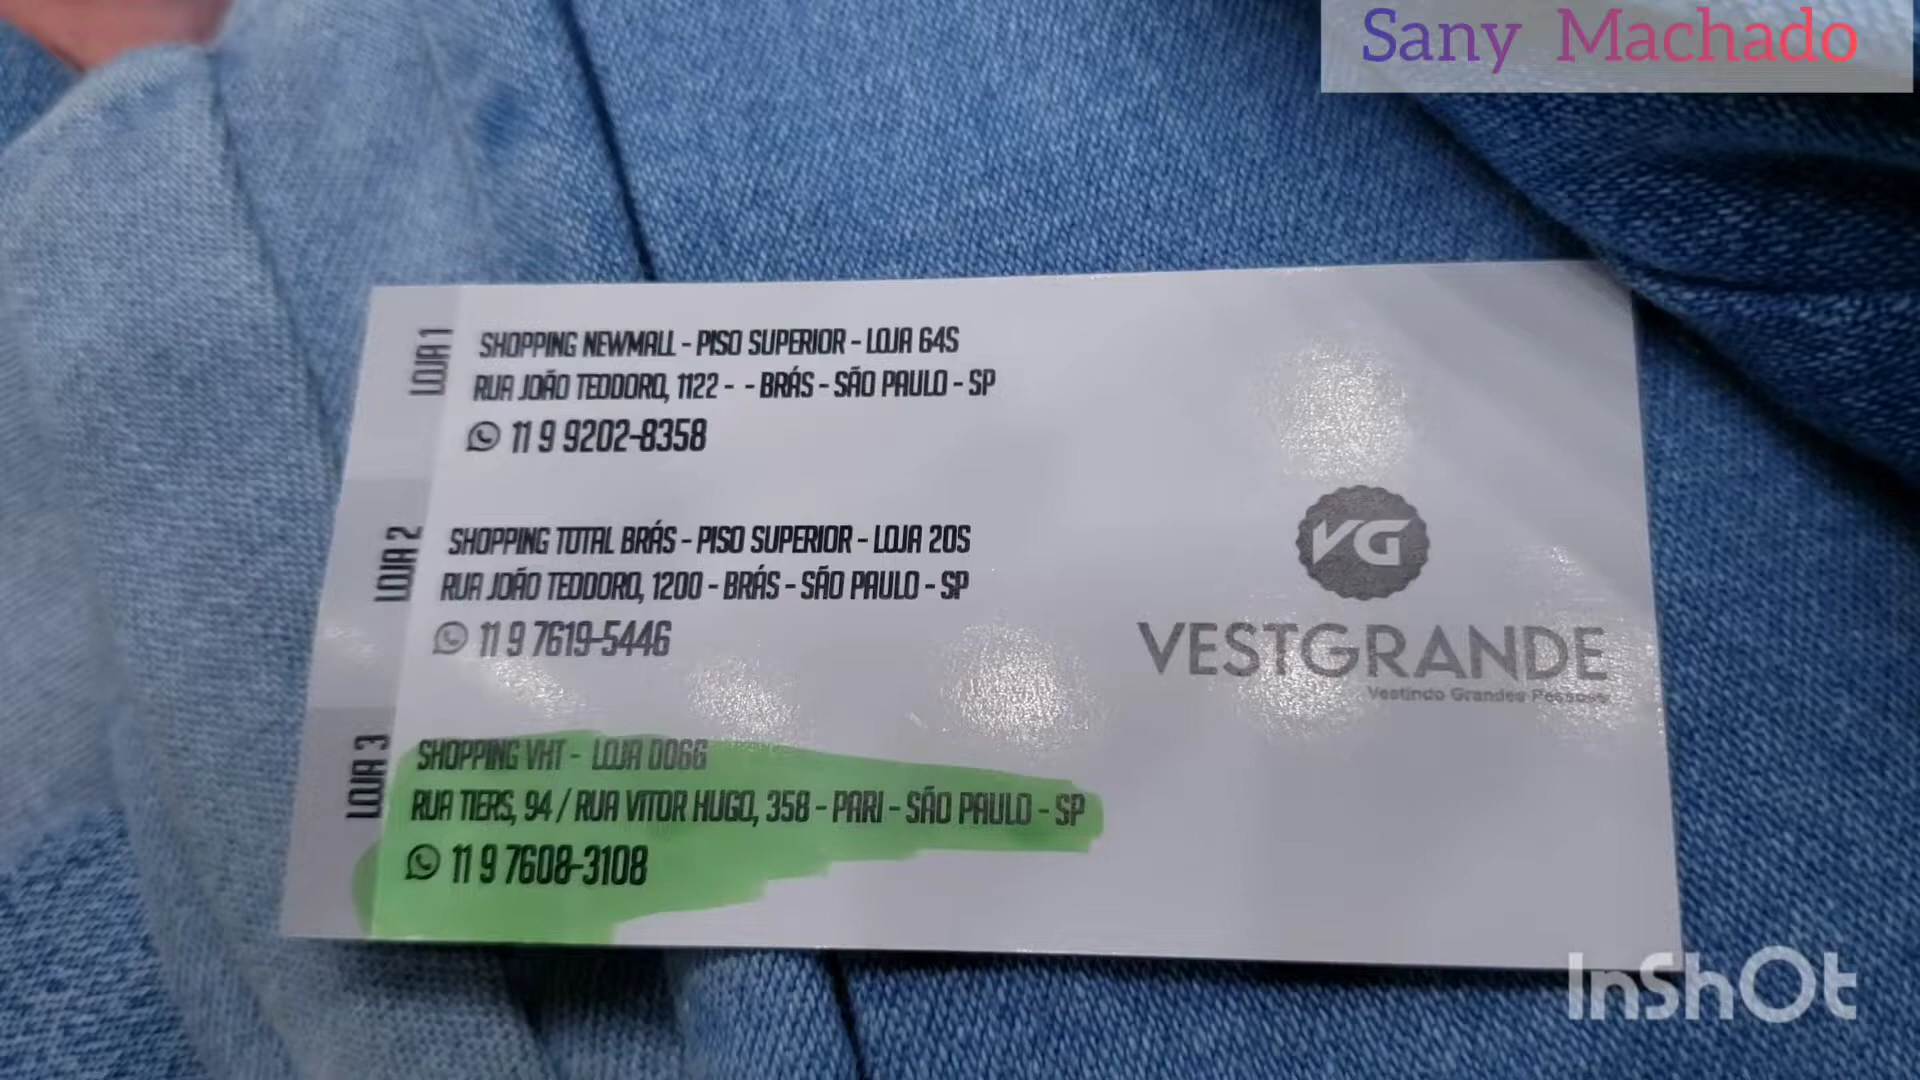 Sany Machado
LOJA 1
SHOPPING NEWMALL - PISO SUPERIOR - LOJA 64S
RUA JOÃO TEODORO, 1122 - - BRÁS - SÃO PAULO - SP
11 9 9202-8358
LOJA 2
SHOPPING TOTAL BRÁS - PISO SUPERIOR - LOJA 20S
RUA JOÃO TEODORO, 1200 - BRÁS - SÃO PAULO - SP
11 9 7619-5446
LOJA 3
SHOPPING VHT - LOJA 0066
RUA TIERS, 94 / RUA VITOR HUGO, 358 - PARI - SÃO PAULO - SP
11 9 7608-3108
VG
VESTGRANDE
Vestindo Grandes Pessoas
InShOt